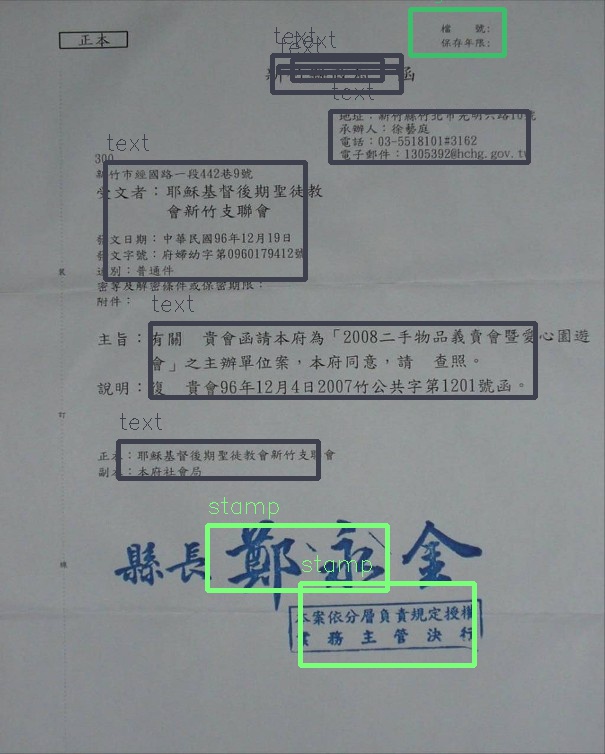 正本
檔 號:
保存年限:
text
text
text
函
text
地址：新竹縣竹北市光明六路10號
承辦人：徐藝庭
電話：03-5518101#3162
電子郵件：1305392@hchg.gov.tw
text
300
新竹市經國路一段442巷9號
受文者：耶穌基督後期聖徒教
會新竹支聯會
發文日期：中華民國96年12月19日
發文字號：府婦幼字第0960179412號
速別：普通件
密等及解密條件或保密期限：
附件：
text
主旨：有關 貴會函請本府為「2008二手物品義賣會暨愛心園遊
會」之主辦單位案，本府同意，請 查照。
說明：復 貴會96年12月4日2007竹公共字第1201號函。
text
正本：耶穌基督後期聖徒教會新竹支聯會
副本：本府社會局
stamp
縣長 鄭永金
stamp
本案依分層負責規定授權
業務主管決行
裝
訂
線